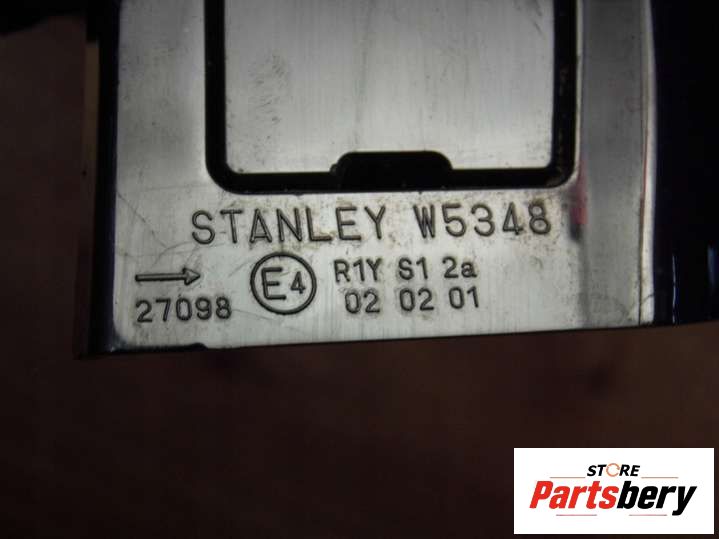 STANLEY W5348
→ E4 R1Y S1 2a
27098 02 02 01
STORE
Partsbery